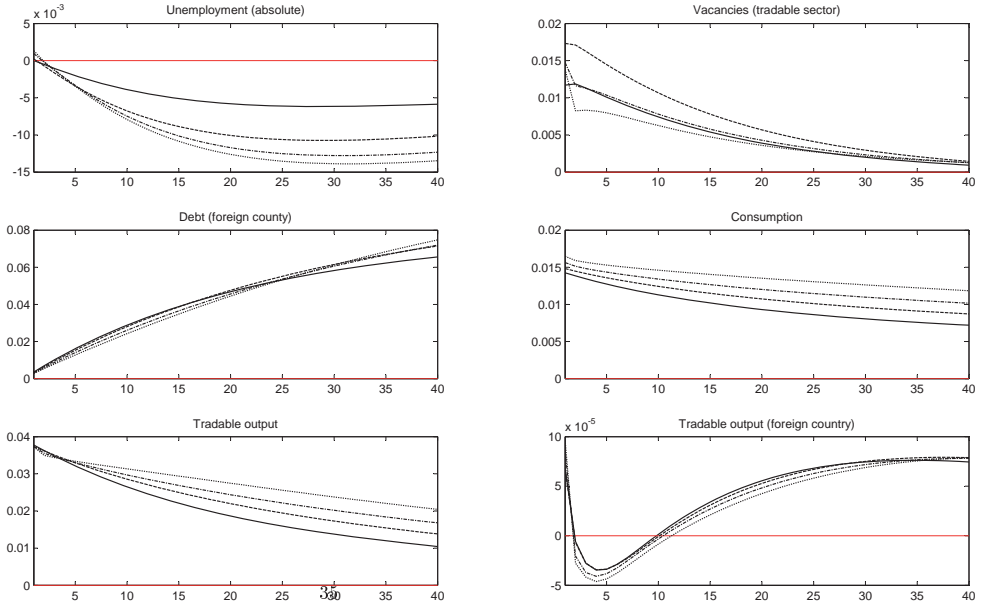 Unemployment (absolute)
x 10^-3
5
0
-5
-10
-15
5 10 15 20 25 30 35 40
Vacancies (tradable sector)
0.02
0.015
0.01
0.005
0
5 10 15 20 25 30 35 40
Debt (foreign county)
0.08
0.06
0.04
0.02
0
5 10 15 20 25 30 35 40
Consumption
0.02
0.015
0.01
0.005
0
5 10 15 20 25 30 35 40
Tradable output
0.04
0.03
0.02
0.01
0
5 10 15 20 25 30 35 40
Tradable output (foreign country)
x 10^-5
10
5
0
-5
5 10 15 20 25 30 35 40
35